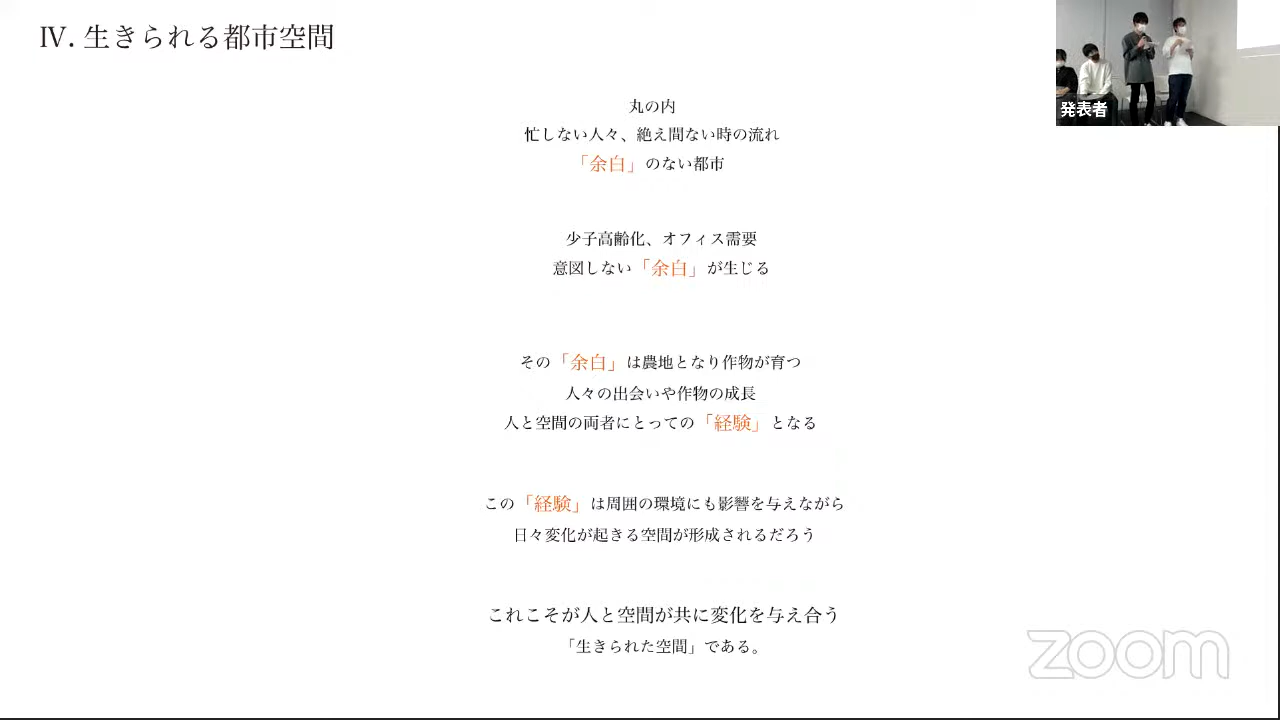 Ⅳ. 生きられる都市空間
丸の内
忙しない人々、絶え間ない時の流れ
「余白」のない都市
少子高齢化、オフィス需要
意図しない「余白」が生じる
その「余白」は農地となり作物が育つ
人々の出会いや作物の成長
人と空間の両者にとっての「経験」となる
この「経験」は周囲の環境にも影響を与えながら
日々変化が起きる空間が形成されるだろう
これこそが人と空間が共に変化を与え合う
「生きられた空間」である。
発表者
zoom